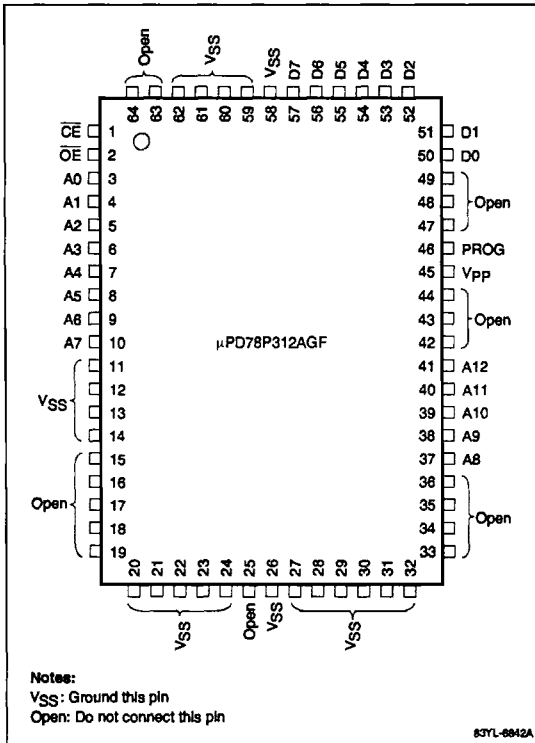 Open
VSS
VSS
D7
D6
D5
D4
D3
D2
64
63
62
61
60
59
58
57
56
55
54
53
52
CE 1
OE 2
A0 3
A1 4
A2 5
A3 6
A4 7
A5 8
A6 9
A7 10
11
12
13
14
VSS
15
16
17
18
19
Open
μPD78P312AGF
51 D1
50 D0
49
48
47
Open
46 PROG
45 VPP
44
43
42
Open
41 A12
40 A11
39 A10
38 A9
37 A8
36
35
34
33
Open
20
21
22
23
24
25
26
27
28
29
30
31
32
VSS
Open
VSS
VSS
Notes:
VSS: Ground this pin
Open: Do not connect this pin
83YL-6842A